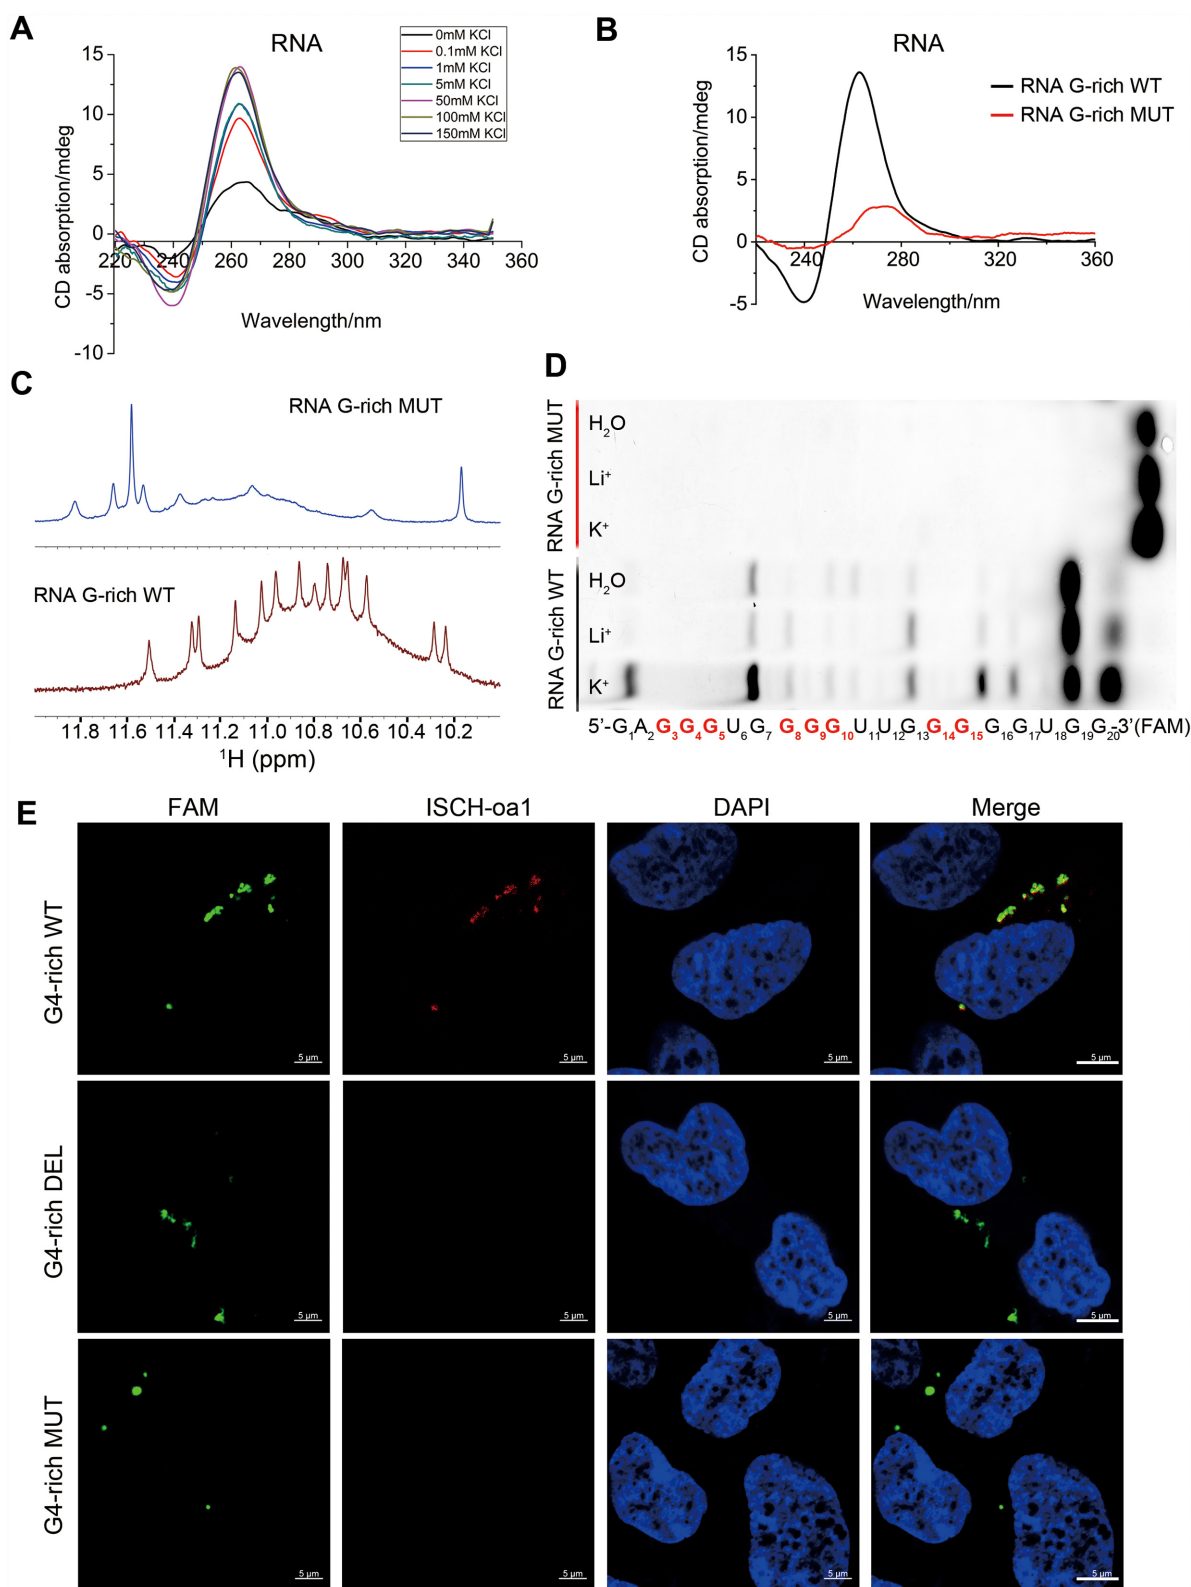 A
RNA
0mM KCl
0.1mM KCl
1mM KCl
5mM KCl
50mM KCl
100mM KCl
150mM KCl
15
10
5
0
-5
-10
220 240 260 280 300 320 340 360
CD absorption/mdeg
Wavelength/nm
B
RNA
RNA G-rich WT
RNA G-rich MUT
15
10
5
0
-5
240 280 320 360
CD absorption/mdeg
Wavelength/nm
C
RNA G-rich MUT
RNA G-rich WT
11.8 11.6 11.4 11.2 11.0 10.8 10.6 10.4 10.2
¹H (ppm)
D
RNA G-rich MUT
H₂O
Li⁺
K⁺
RNA G-rich WT
H₂O
Li⁺
K⁺
5'-G₁A₂G₃G₄G₅U₆G₇ G₈G₉G₁₀U₁₁U₁₂G₁₃G₁₄G₁₅G₁₆G₁₇U₁₈G₁₉G₂₀-3'(FAM)
E
FAM ISCH-oa1 DAPI Merge
G4-rich WT
5 µm 5 µm 5 µm 5 µm
G4-rich DEL
5 µm 5 µm 5 µm 5 µm
G4-rich MUT
5 µm 5 µm 5 µm 5 µm